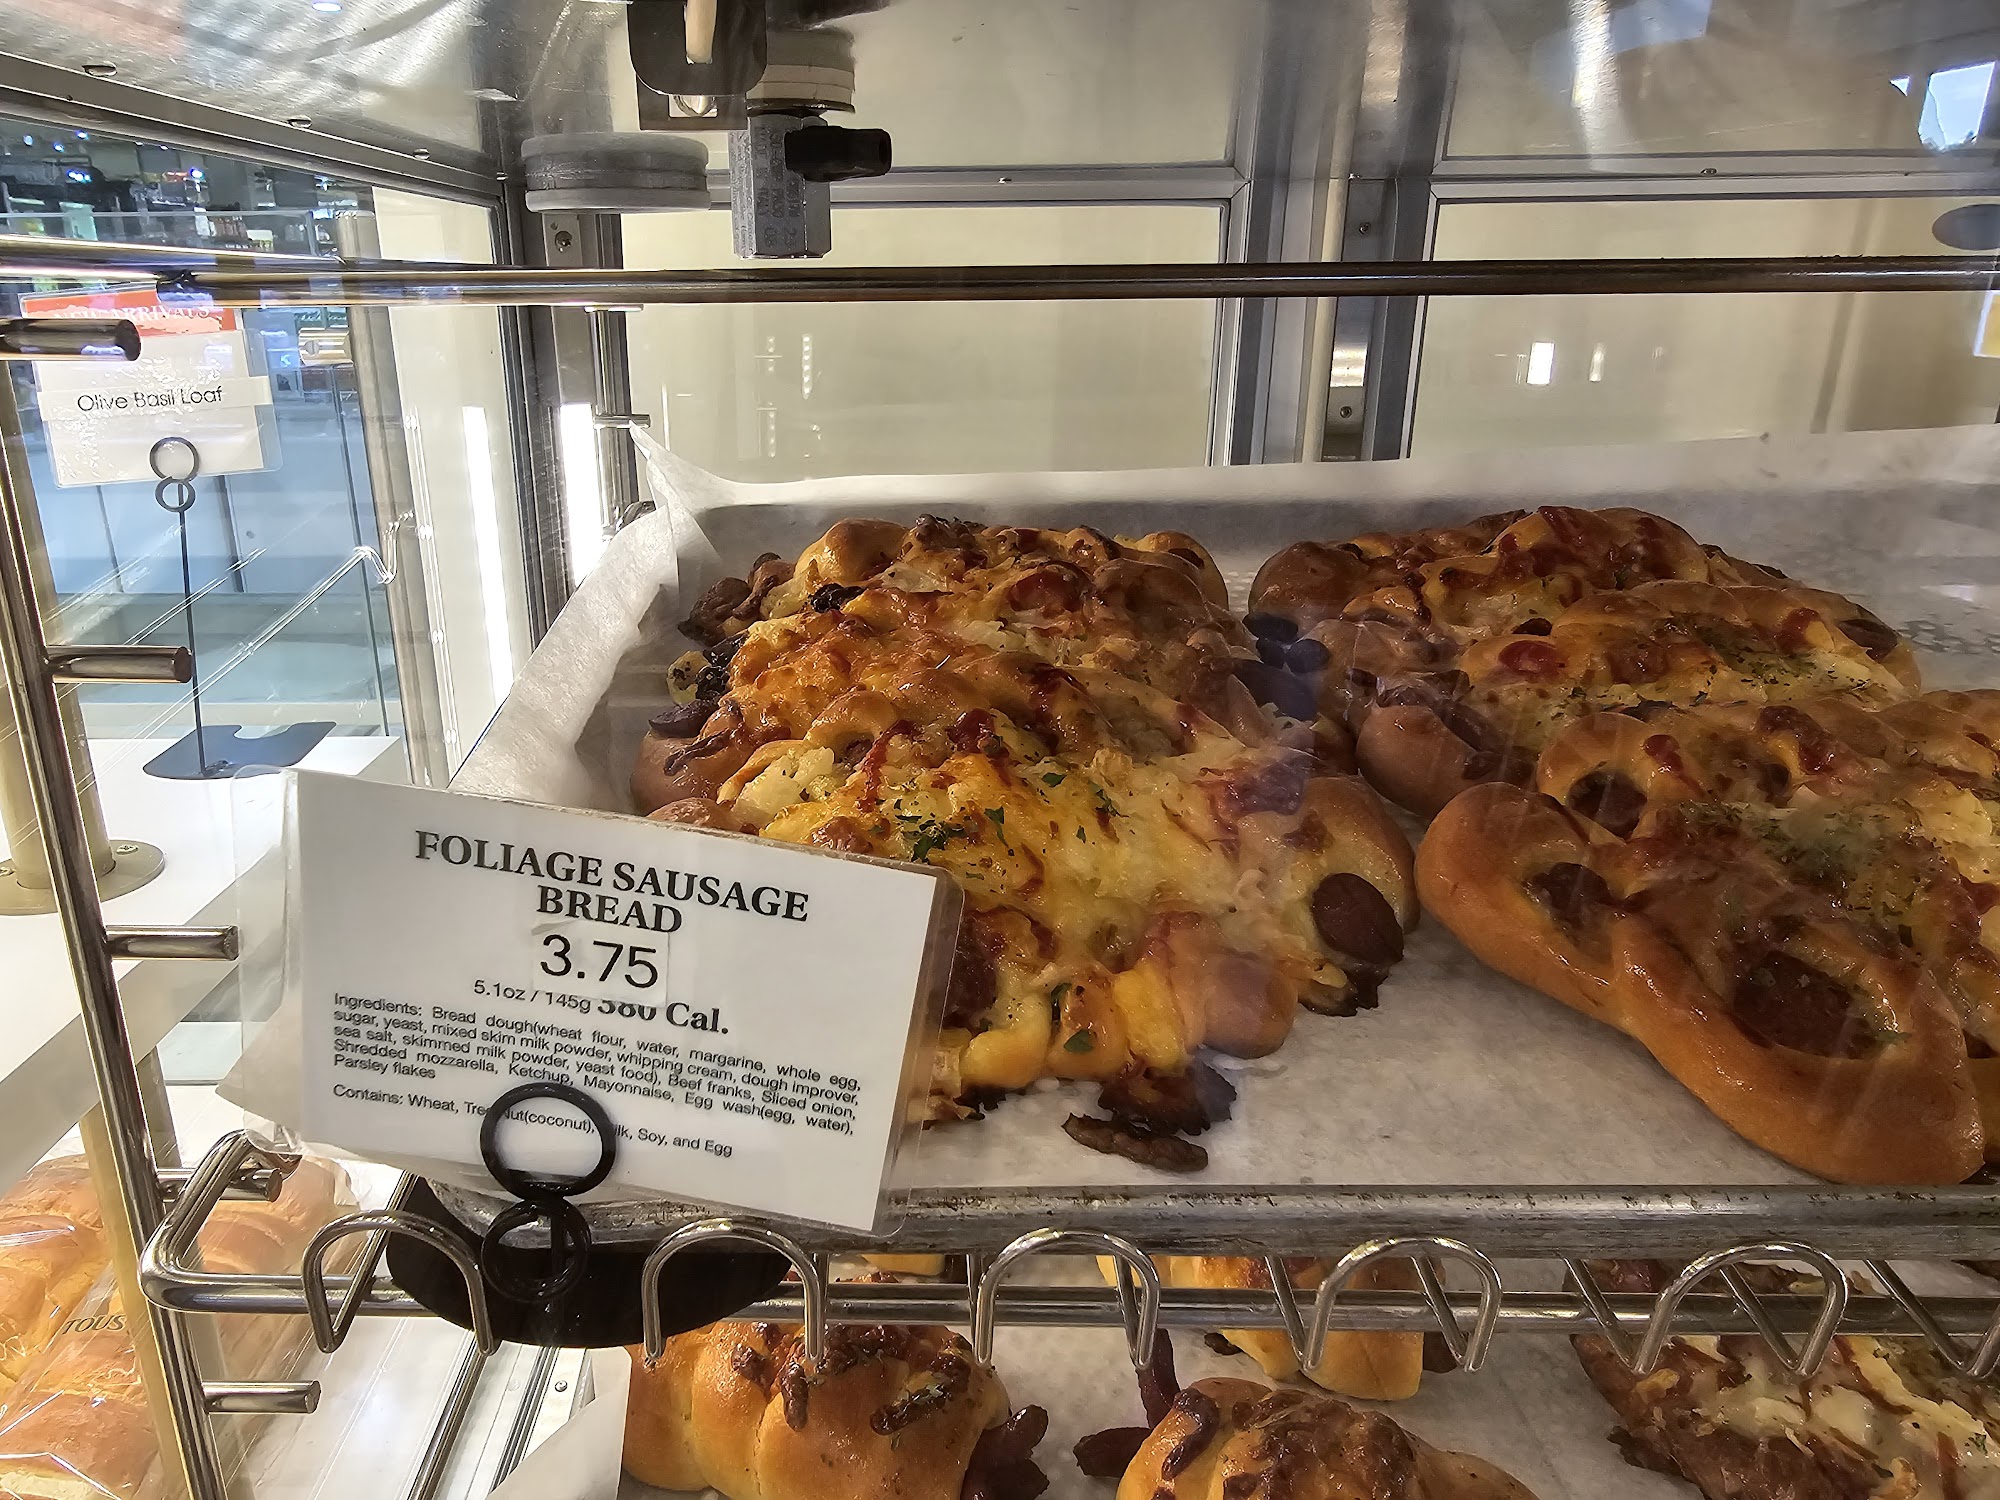 NEW ARRIVALS
Olive Basil Loaf
FOLIAGE SAUSAGE
BREAD
3.75
5.1oz / 145g 380 Cal.
Ingredients: Bread dough(wheat flour, water, margarine, whole egg,
sugar, yeast, mixed skim milk powder, whipping cream, dough improver,
sea salt, skimmed milk powder, yeast food), Beef franks, Sliced onion,
Shredded mozzarella, Ketchup, Mayonnaise, Egg wash(egg, water),
Parsley flakes
Contains: Wheat, Tree Nut(coconut), Milk, Soy, and Egg
TOUS